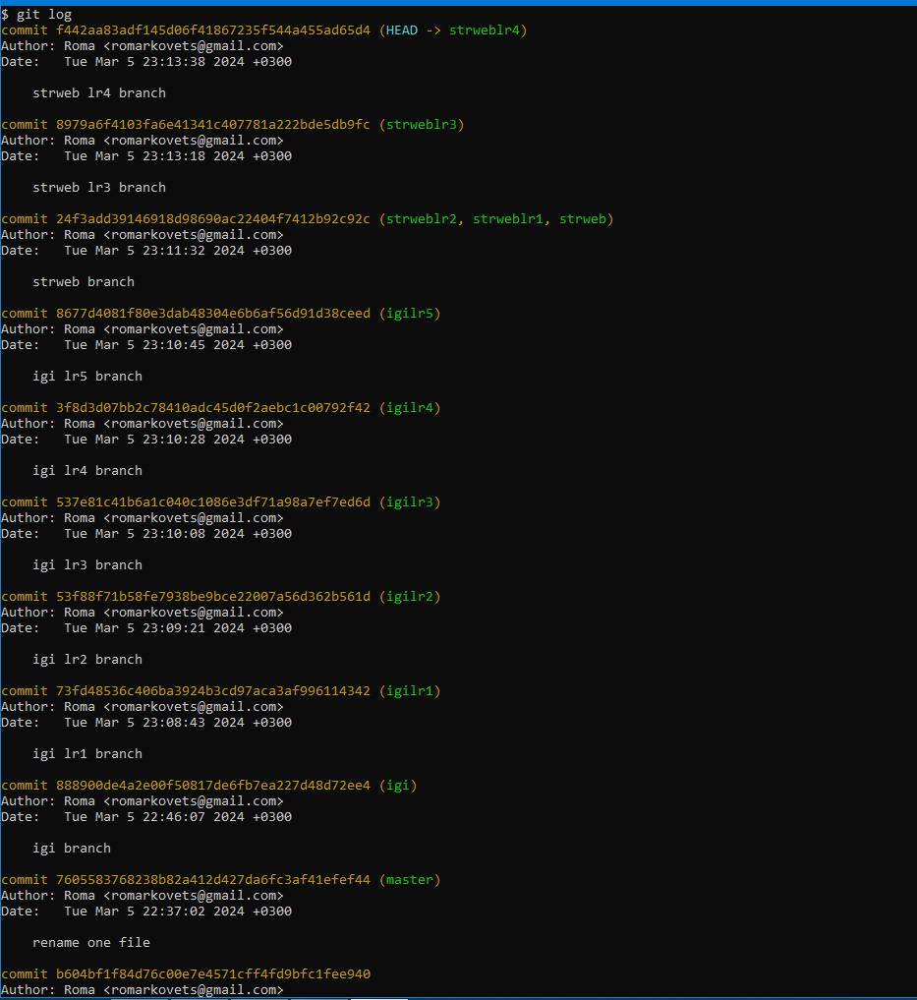 $ git log
commit f442aa83adf145d06f41867235f544a455ad65d4 (HEAD -> strweblr4)
Author: Roma <romarkovets@gmail.com>
Date:   Tue Mar 5 23:13:38 2024 +0300
strweb lr4 branch
commit 8979a6f4103fa6e41341c407781a222bde5db9fc (strweblr3)
Author: Roma <romarkovets@gmail.com>
Date:   Tue Mar 5 23:13:18 2024 +0300
strweb lr3 branch
commit 24f3add39146918d98690ac22404f7412b92c92c (strweblr2, strweblr1, strweb)
Author: Roma <romarkovets@gmail.com>
Date:   Tue Mar 5 23:11:32 2024 +0300
strweb branch
commit 8677d4081f80e3dab48304e6b6af56d91d38ceed (igilr5)
Author: Roma <romarkovets@gmail.com>
Date:   Tue Mar 5 23:10:45 2024 +0300
igi lr5 branch
commit 3f8d3d07bb2c78410adc45d0f2aebc1c00792f42 (igilr4)
Author: Roma <romarkovets@gmail.com>
Date:   Tue Mar 5 23:10:28 2024 +0300
igi lr4 branch
commit 537e81c41b6a1c040c1086e3df71a98a7ef7ed6d (igilr3)
Author: Roma <romarkovets@gmail.com>
Date:   Tue Mar 5 23:10:08 2024 +0300
igi lr3 branch
commit 53f88f71b58fe7938be9bce22007a56d362b561d (igilr2)
Author: Roma <romarkovets@gmail.com>
Date:   Tue Mar 5 23:09:21 2024 +0300
igi lr2 branch
commit 73fd48536c406ba3924b3cd97aca3af996114342 (igilr1)
Author: Roma <romarkovets@gmail.com>
Date:   Tue Mar 5 23:08:43 2024 +0300
igi lr1 branch
commit 888900de4a2e00f50817de6fb7ea227d48d72ee4 (igi)
Author: Roma <romarkovets@gmail.com>
Date:   Tue Mar 5 22:46:07 2024 +0300
igi branch
commit 7605583768238b82a412d427da6fc3af41efef44 (master)
Author: Roma <romarkovets@gmail.com>
Date:   Tue Mar 5 22:37:02 2024 +0300
rename one file
commit b604bf1f84d76c00e7e4571cff4fd9bfc1fee940
Author: Roma <romarkovets@gmail.com>